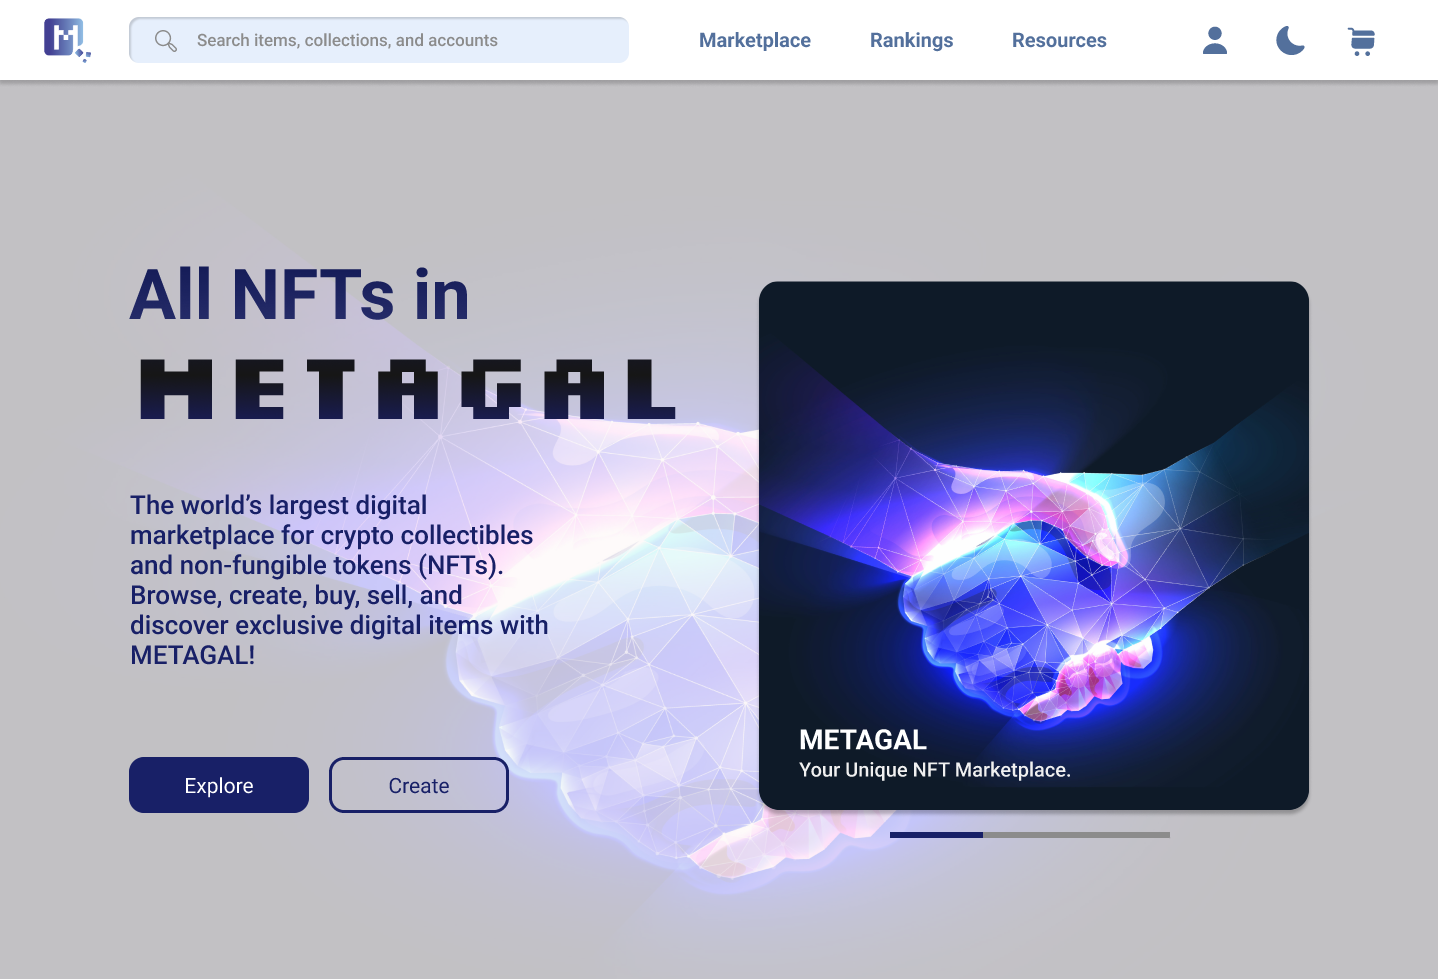 M
Search items, collections, and accounts
Marketplace
Rankings
Resources
All NFTs in
METAGAL
The world’s largest digital
marketplace for crypto collectibles
and non-fungible tokens (NFTs).
Browse, create, buy, sell, and
discover exclusive digital items with
METAGAL!
Explore
Create
METAGAL
Your Unique NFT Marketplace.